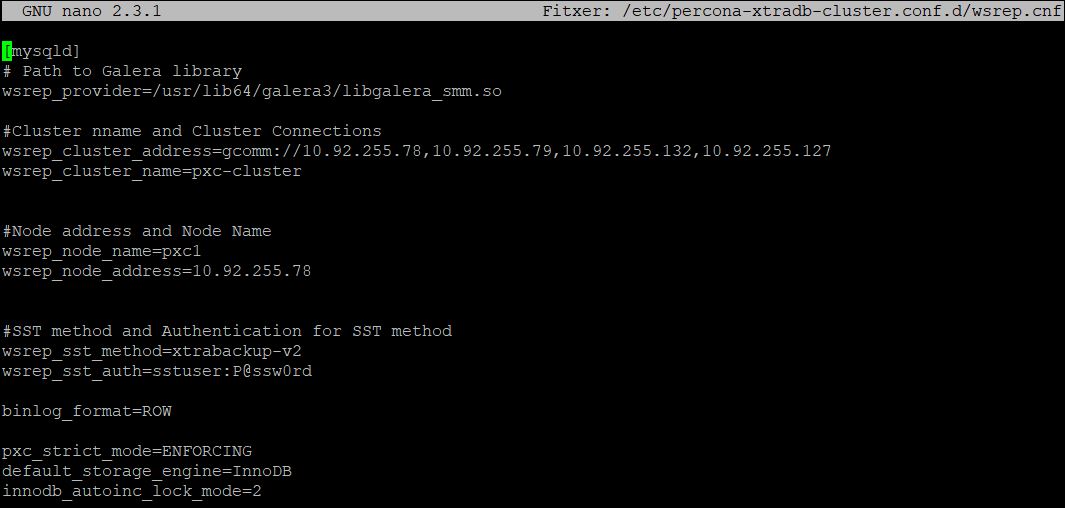 GNU nano 2.3.1 Fitxer: /etc/percona-xtradb-cluster.conf.d/wsrep.cnf
[mysqld]
# Path to Galera library
wsrep_provider=/usr/lib64/galera3/libgalera_smm.so
#Cluster nname and Cluster Connections
wsrep_cluster_address=gcomm://10.92.255.78,10.92.255.79,10.92.255.132,10.92.255.127
wsrep_cluster_name=pxc-cluster
#Node address and Node Name
wsrep_node_name=pxc1
wsrep_node_address=10.92.255.78
#SST method and Authentication for SST method
wsrep_sst_method=xtrabackup-v2
wsrep_sst_auth=sstuser:P@ssw0rd
binlog_format=ROW
pxc_strict_mode=ENFORCING
default_storage_engine=InnoDB
innodb_autoinc_lock_mode=2